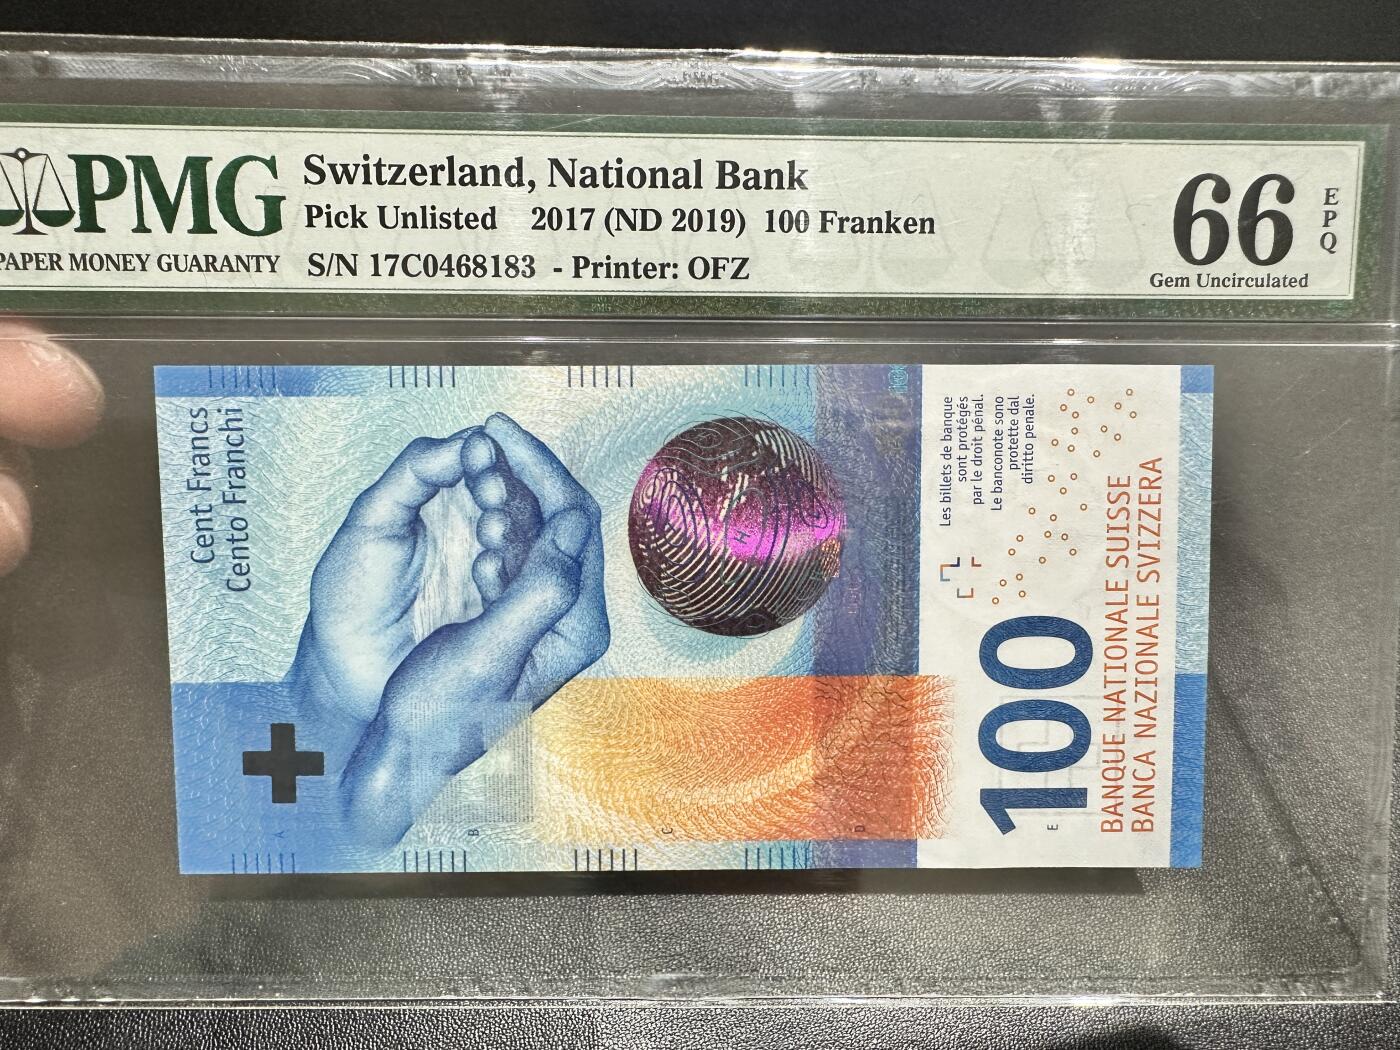 PMG
PAPER MONEY GUARANTY
Switzerland, National Bank
Pick Unlisted 2017 (ND 2019) 100 Franken
S/N 17C0468183 - Printer: OFZ
66
EPQ
Gem Uncirculated
Cent Francs
Cento Franchi
Les billets de banque
sont protégés
par le droit pénal.
Le banconote sono
protette dal
diritto penale.
100
BANQUE NATIONALE SUISSE
BANCA NAZIONALE SVIZZERA
A
B
C
D
E
H